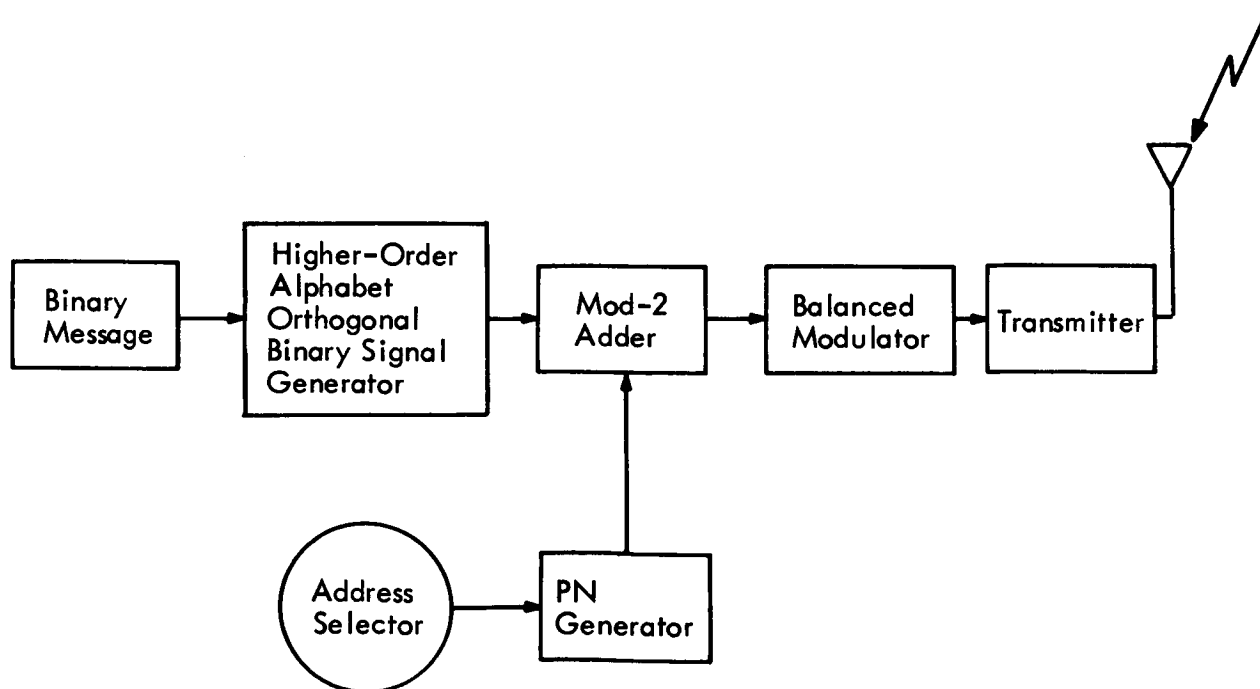 Binary
Message
Higher-Order
Alphabet
Orthogonal
Binary Signal
Generator
Mod-2
Adder
Balanced
Modulator
Transmitter
Address
Selector
PN
Generator